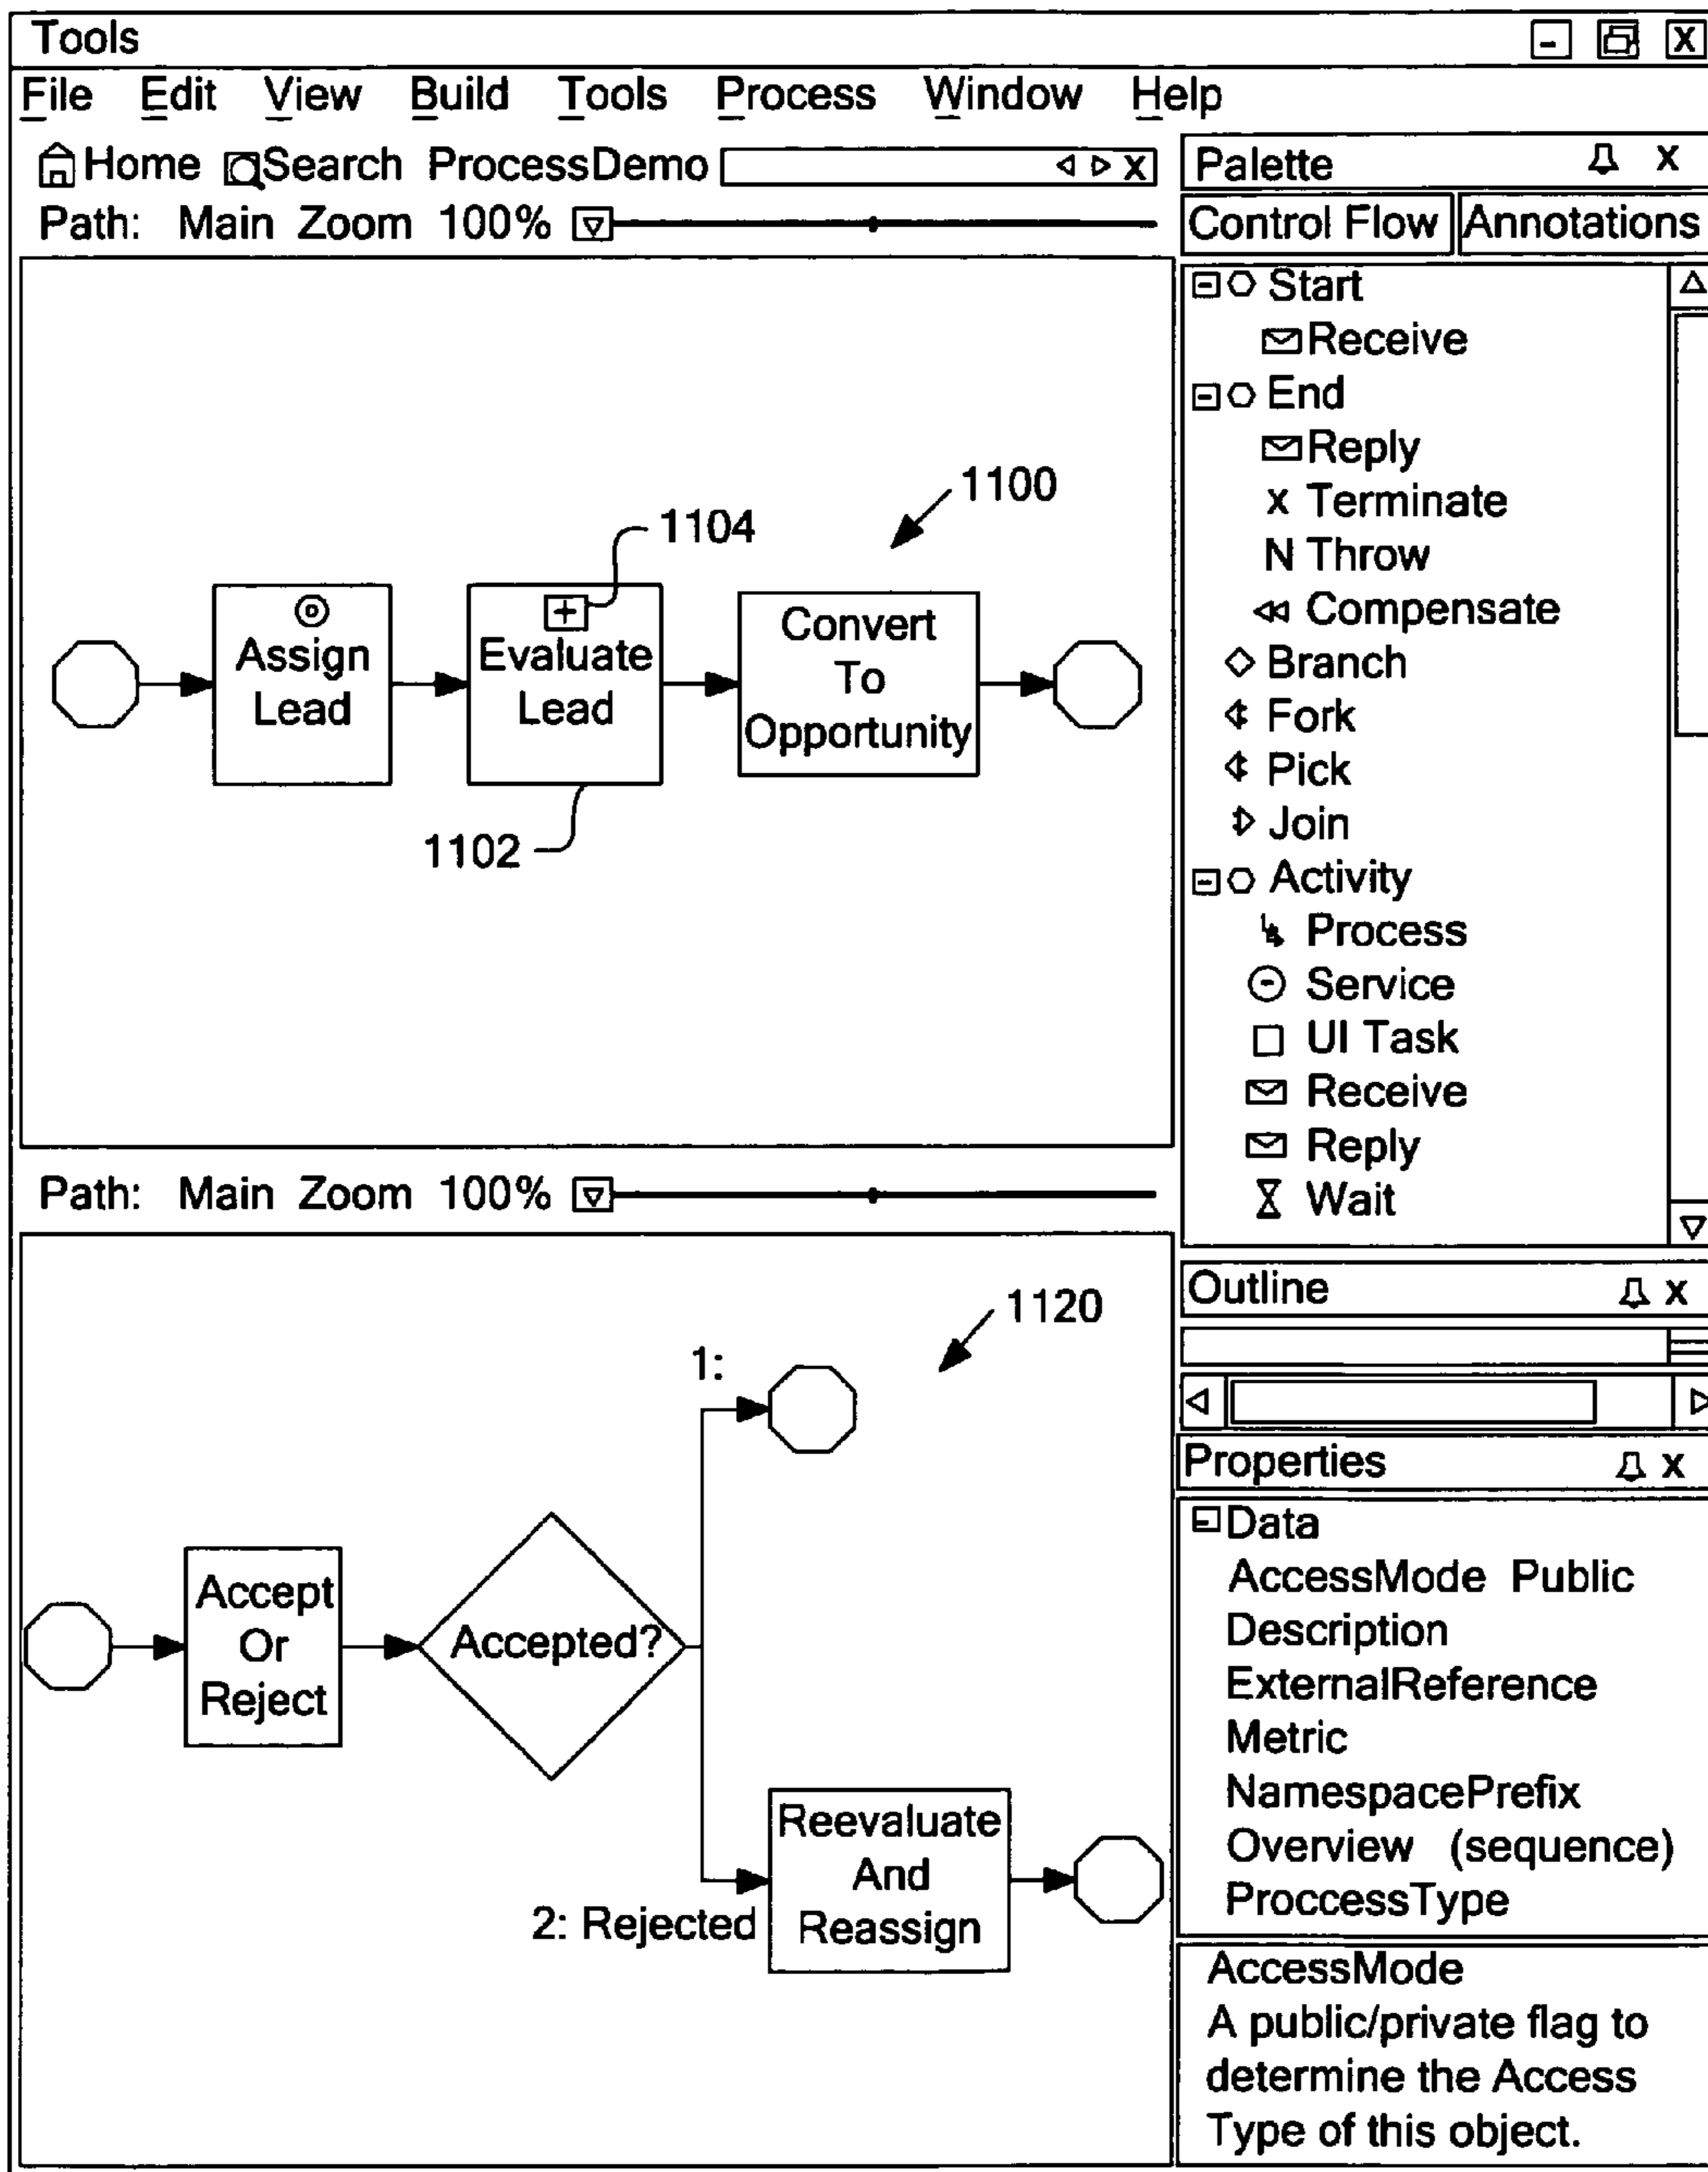 Tools
File Edit View Build Tools Process Window Help
Home Search ProcessDemo
Path: Main Zoom 100%
1100
1104
Assign
Lead
Evaluate
Lead
Convert
To
Opportunity
1102
Path: Main Zoom 100%
1120
1:
Accept
Or
Reject
Accepted?
2: Rejected
Reevaluate
And
Reassign
Palette X
Control Flow Annotations
Start
Receive
End
Reply
x Terminate
N Throw
Compensate
Branch
Fork
Pick
Join
Activity
Process
Service
UI Task
Receive
Reply
Wait
Outline X
Properties X
Data
AccessMode Public
Description
ExternalReference
Metric
NamespacePrefix
Overview (sequence)
ProccessType
AccessMode
A public/private flag to
determine the Access
Type of this object.